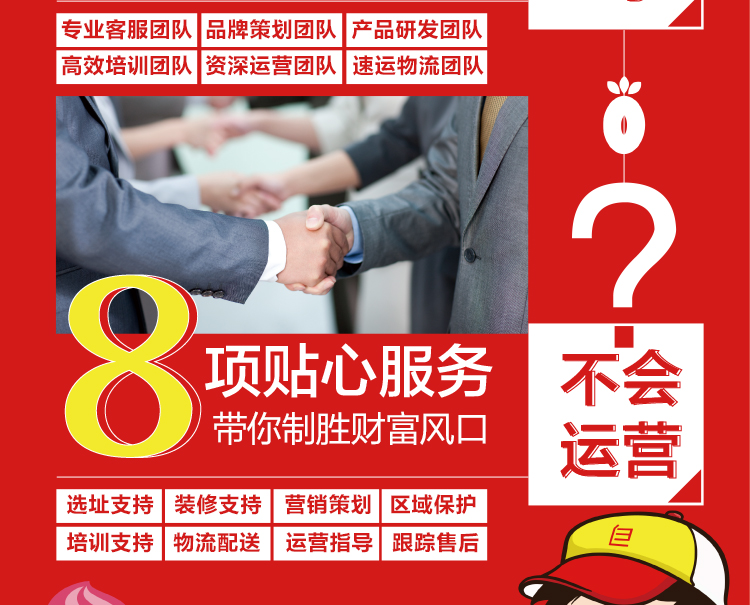 专业客服团队 品牌策划团队 产品研发团队
高效培训团队 资深运营团队 速运物流团队
8项贴心服务
带你制胜财富风口
选址支持 装修支持 营销策划 区域保护
培训支持 物流配送 运营指导 跟踪售后
?
不会
运营